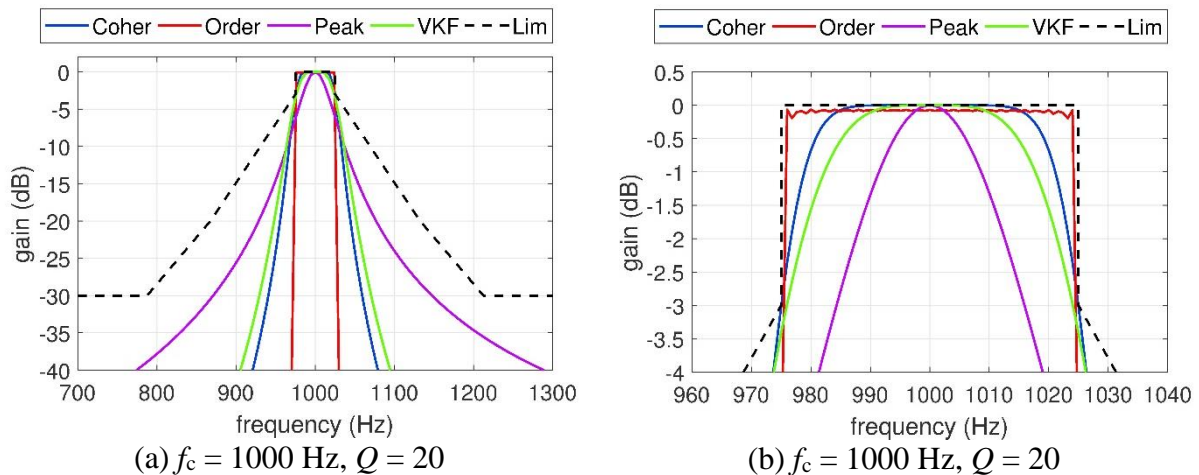 Coher Order Peak VKF Lim
0
-5
-10
-15
-20
-25
-30
-35
-40
gain (dB)
700 800 900 1000 1100 1200 1300
frequency (Hz)
(a) fc = 1000 Hz, Q = 20
Coher Order Peak VKF Lim
0.5
0
-0.5
-1
-1.5
-2
-2.5
-3
-3.5
-4
gain (dB)
960 970 980 990 1000 1010 1020 1030 1040
frequency (Hz)
(b) fc = 1000 Hz, Q = 20